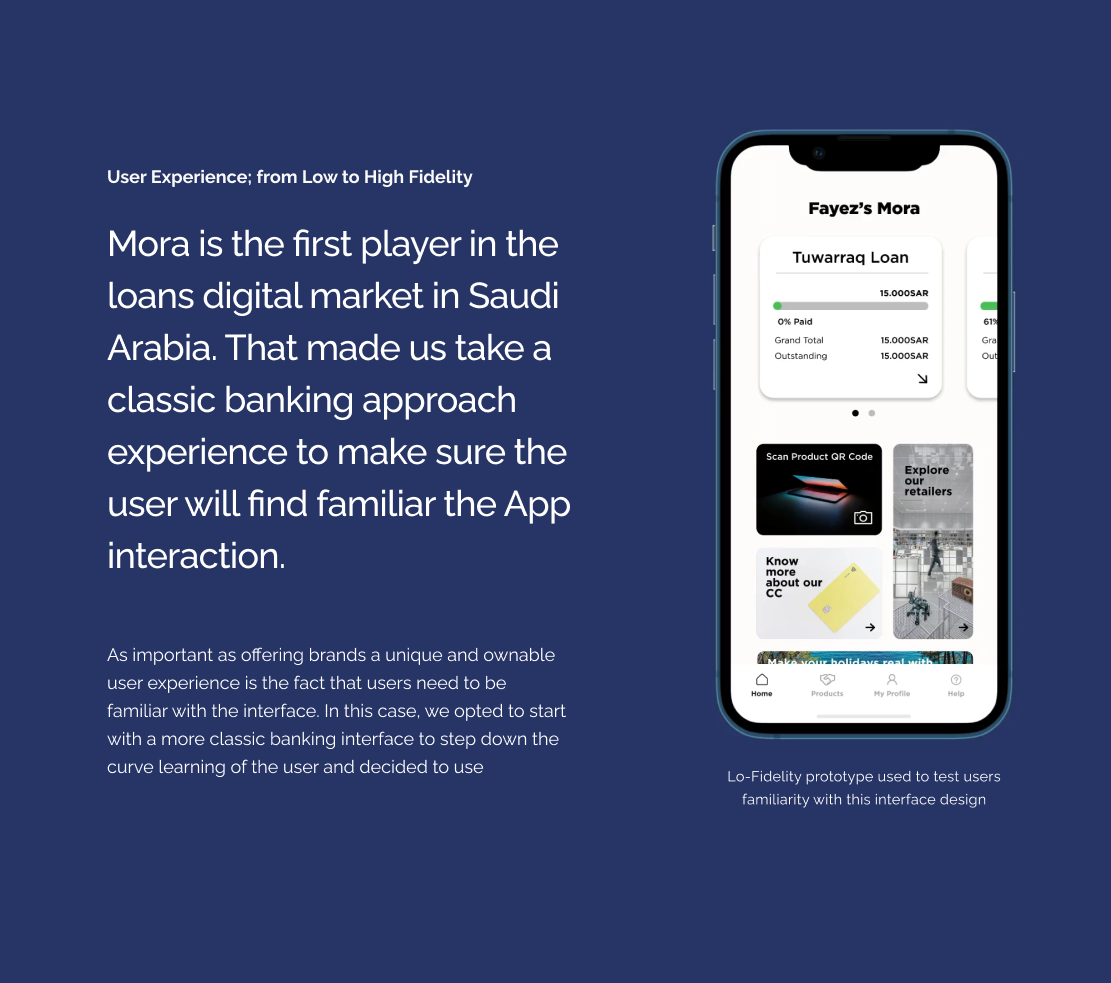 User Experience; from Low to High Fidelity
Mora is the first player in the
loans digital market in Saudi
Arabia. That made us take a
classic banking approach
experience to make sure the
user will find familiar the App
interaction.
As important as offering brands a unique and ownable
user experience is the fact that users need to be
familiar with the interface. In this case, we opted to start
with a more classic banking interface to step down the
curve learning of the user and decided to use
Fayez’s Mora
Tuwarraq Loan
15.000SAR
0% Paid
Grand Total 15.000SAR
Outstanding 15.000SAR
61%
Gra
Out
Scan Product QR Code
Explore
our
retailers
Know
more
about our
CC
Make your holidays real with
Home Products My Profile Help
Lo-Fidelity prototype used to test users
familiarity with this interface design